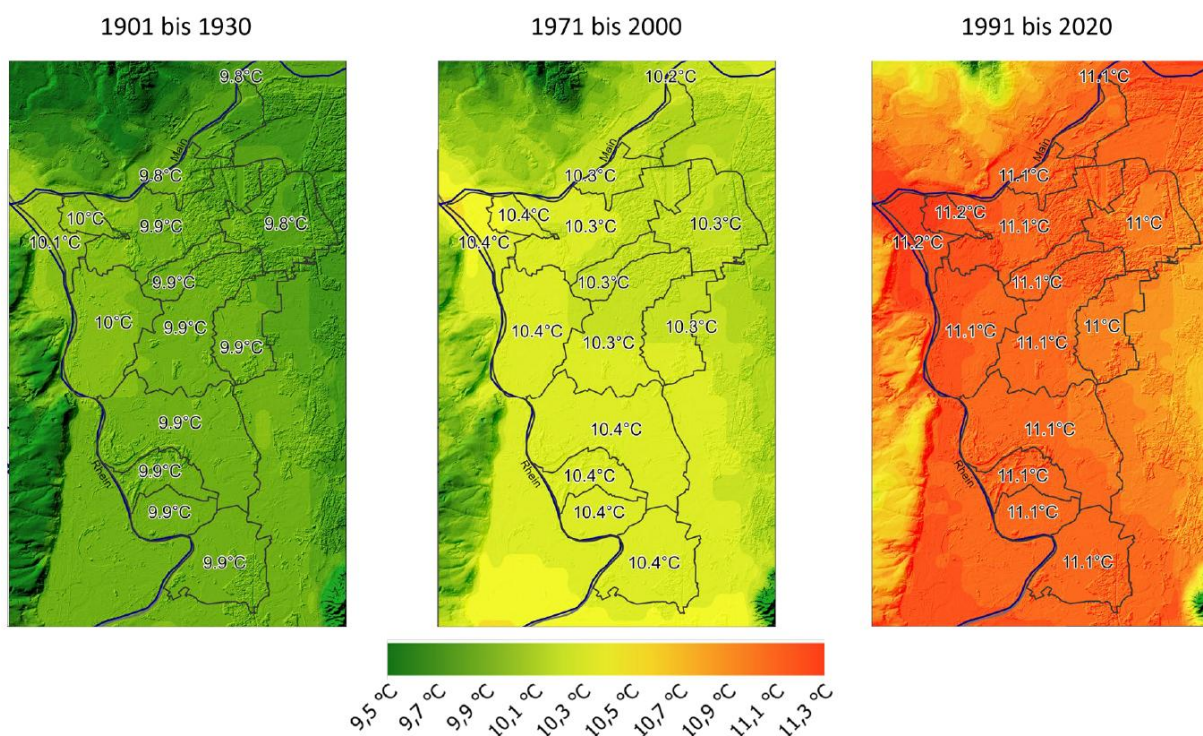 1901 bis 1930
1971 bis 2000
1991 bis 2020
9.8°C
Main
9.8°C
10°C
9.9°C
9.8°C
10.1°C
9.9°C
10°C
9.9°C
9.9°C
9.9°C
9.9°C
Rhein
9.9°C
9.9°C
10.2°C
Main
10.3°C
10.4°C
10.3°C
10.3°C
10.4°C
10.3°C
10.4°C
10.3°C
10.3°C
10.4°C
10.4°C
Rhein
10.4°C
10.4°C
11.1°C
Main
11.1°C
11.2°C
11.1°C
11°C
11.2°C
11.1°C
11.1°C
11.1°C
11°C
11.1°C
11.1°C
Rhein
11.1°C
11.1°C
9,5 °C
9,7 °C
9,9 °C
10,1 °C
10,3 °C
10,5 °C
10,7 °C
10,9 °C
11,1 °C
11,3 °C